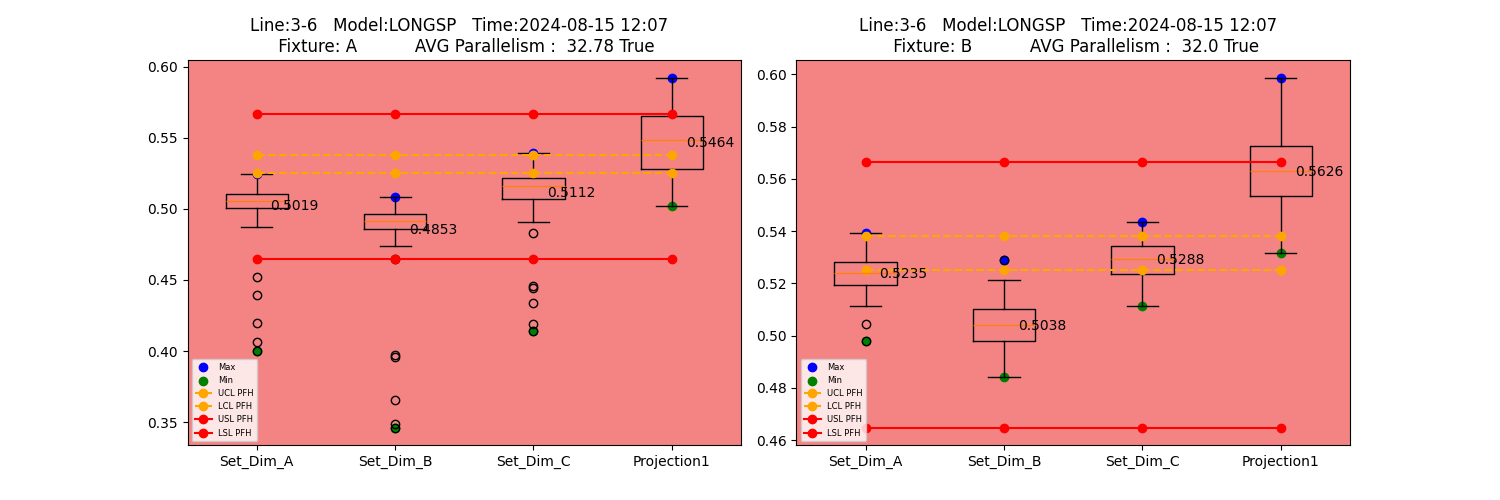 Line:3-6 Model:LONGSP Time:2024-08-15 12:07
Fixture: A AVG Parallelism : 32.78 True
0.60
0.55
0.50
0.45
0.40
0.35
0.5019
0.4853
0.5112
0.5464
Max
Min
UCL PFH
LCL PFH
USL PFH
LSL PFH
Set_Dim_A Set_Dim_B Set_Dim_C Projection1
Line:3-6 Model:LONGSP Time:2024-08-15 12:07
Fixture: B AVG Parallelism : 32.0 True
0.60
0.58
0.56
0.54
0.52
0.50
0.48
0.46
0.5235
0.5038
0.5288
0.5626
Max
Min
UCL PFH
LCL PFH
USL PFH
LSL PFH
Set_Dim_A Set_Dim_B Set_Dim_C Projection1